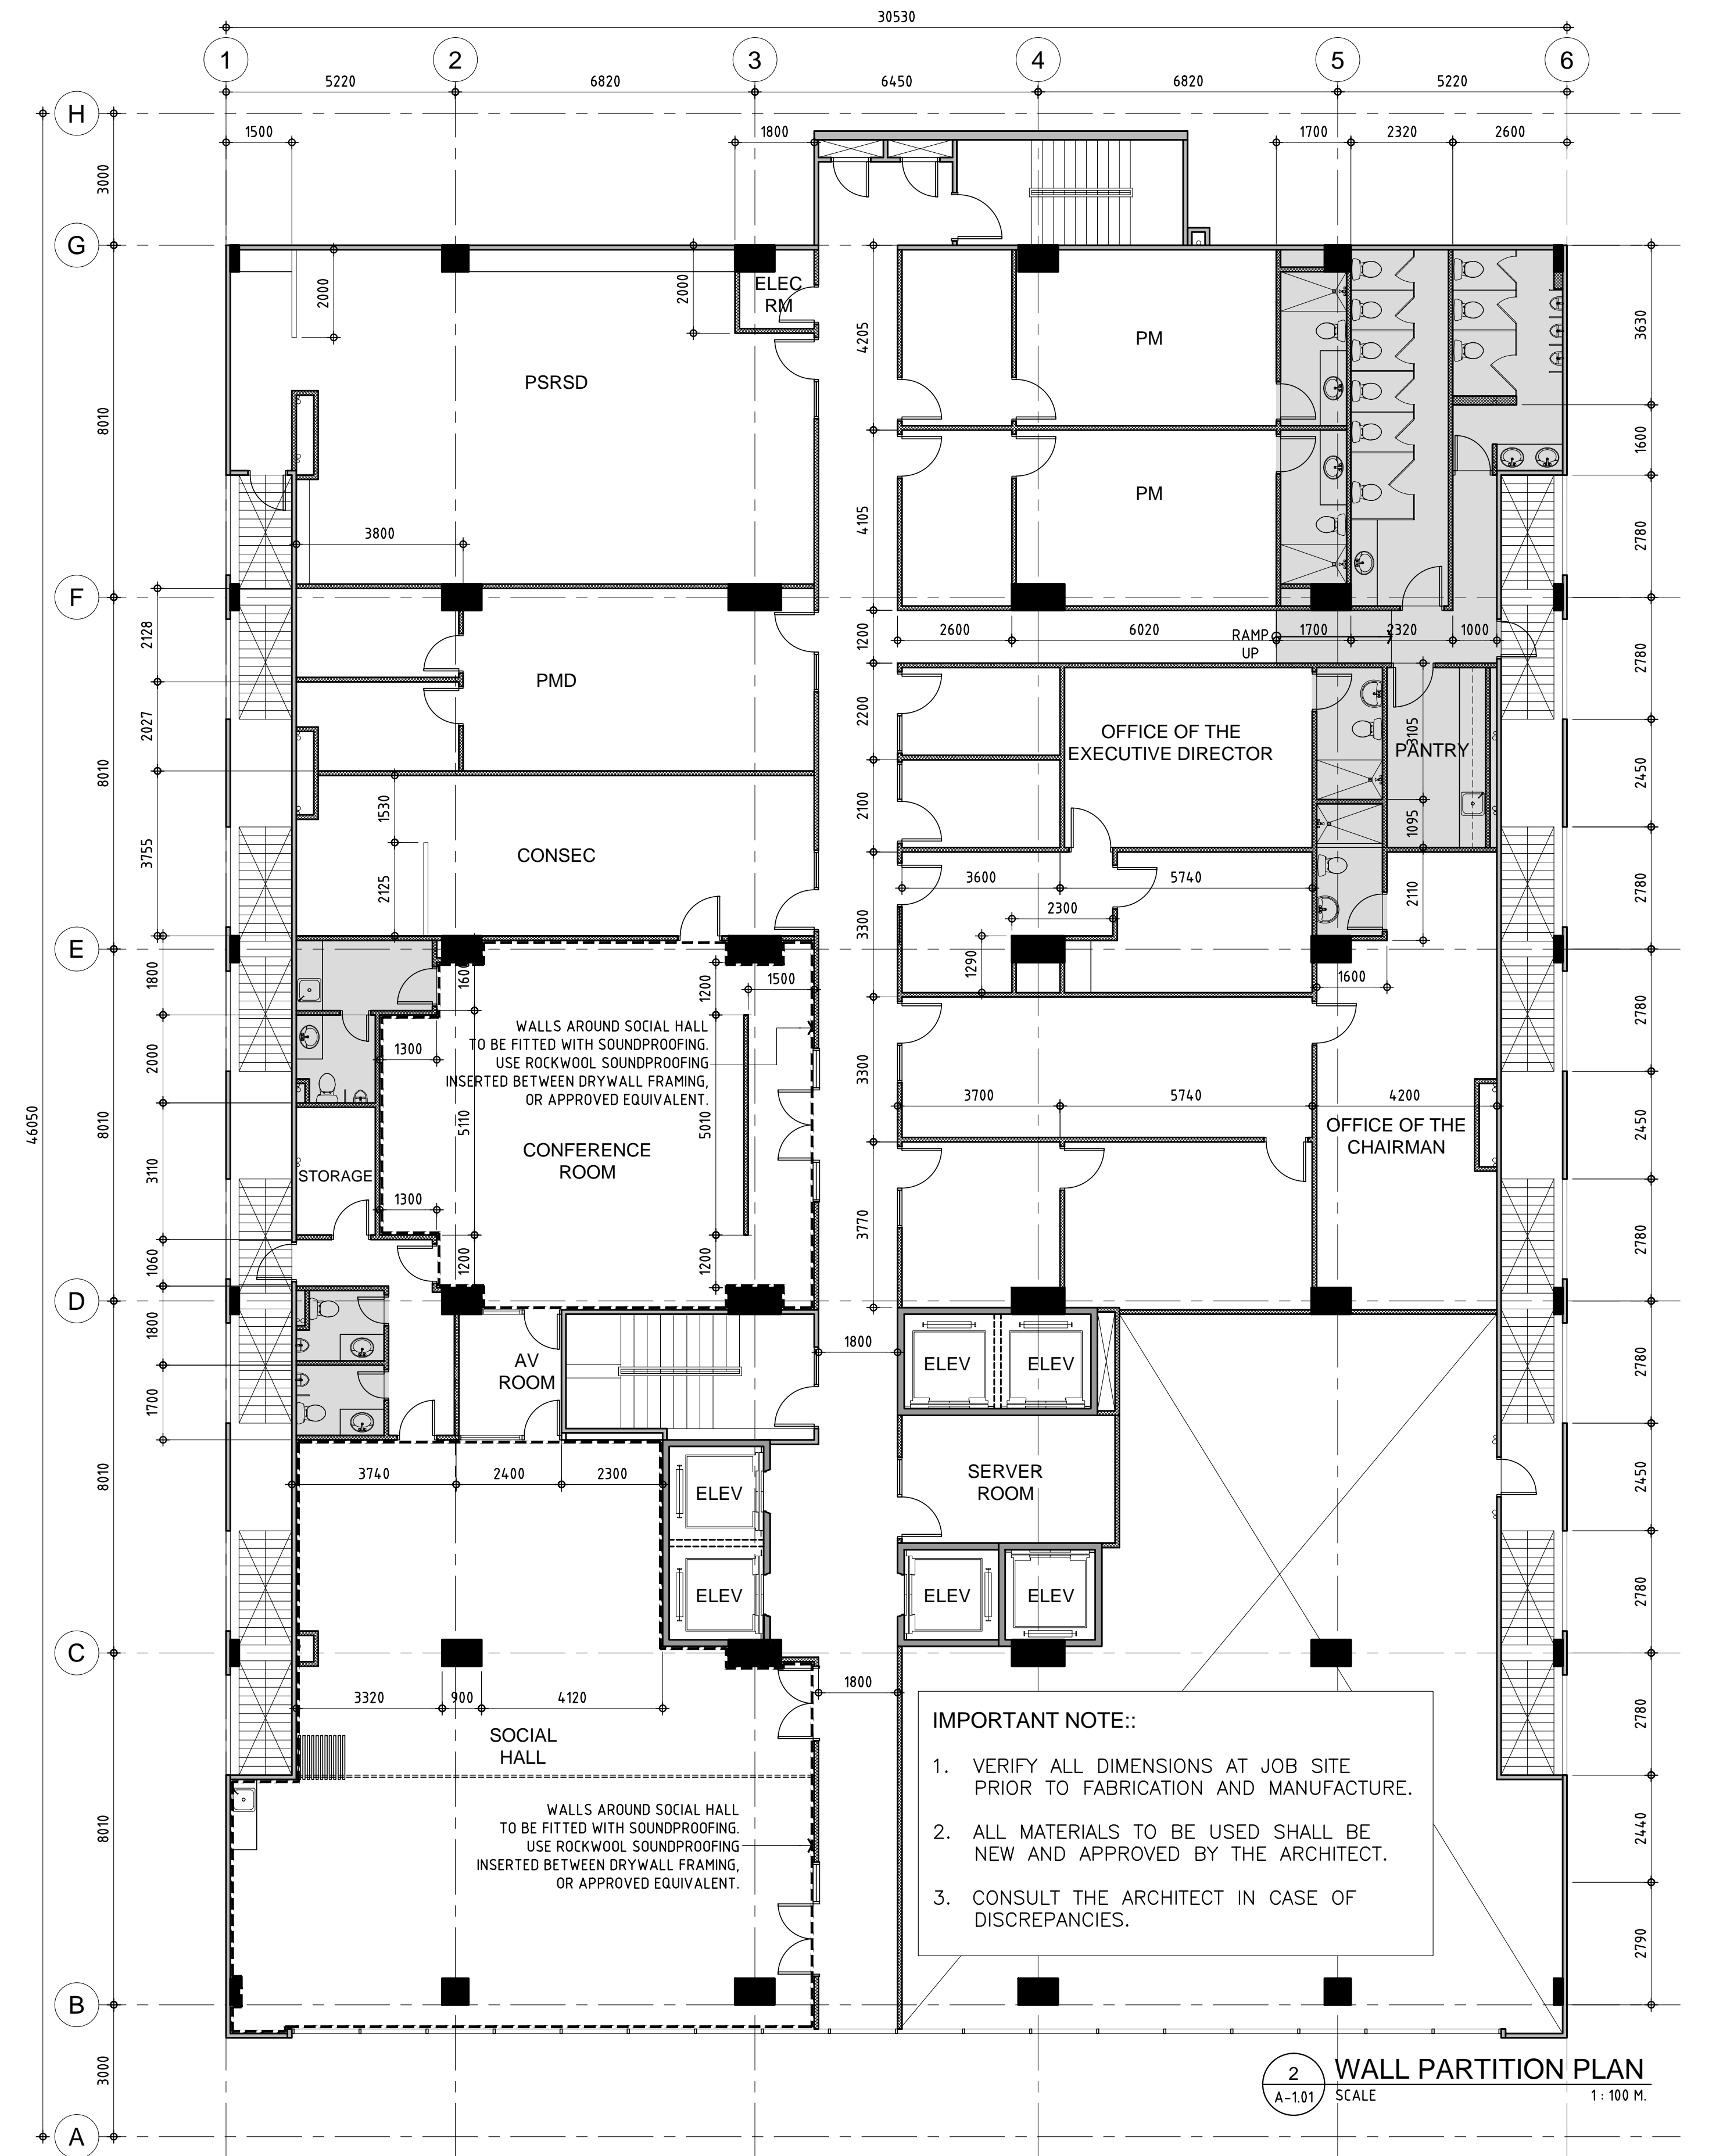 30530
1
2
3
4
5
6
5220
6820
6450
6820
5220
H
1500
1800
1700
2320
2600
3000
G
2000
2000
ELEC
RM
4205
PM
3630
PSRSD
8010
1600
4105
PM
2780
3800
F
2128
1200
2600
6020
RAMP
UP
1700
2320
1000
2780
PMD
2027
2200
OFFICE OF THE
EXECUTIVE DIRECTOR
3105
PANTRY
8010
2450
1530
2100
1095
3755
CONSEC
2125
3600
5740
2110
2780
2300
3300
E
1290
1600
1800
1600
1200
1500
2780
WALLS AROUND SOCIAL HALL
TO BE FITTED WITH SOUNDPROOFING.
USE ROCKWOOL SOUNDPROOFING
INSERTED BETWEEN DRYWALL FRAMING,
OR APPROVED EQUIVALENT.
1300
2000
3300
46050
8010
5110
5010
3700
5740
4200
2450
OFFICE OF THE
CHAIRMAN
CONFERENCE
ROOM
3110
STORAGE
1300
3770
2780
1060
1200
1200
D
1800
AV
ROOM
1800
ELEV
ELEV
2780
1700
3740
2400
2300
8010
ELEV
SERVER
ROOM
2450
ELEV
ELEV
ELEV
2780
C
3320
900
4120
1800
2780
SOCIAL
HALL
IMPORTANT NOTE::
1. VERIFY ALL DIMENSIONS AT JOB SITE
PRIOR TO FABRICATION AND MANUFACTURE.
2. ALL MATERIALS TO BE USED SHALL BE
NEW AND APPROVED BY THE ARCHITECT.
3. CONSULT THE ARCHITECT IN CASE OF
DISCREPANCIES.
8010
WALLS AROUND SOCIAL HALL
TO BE FITTED WITH SOUNDPROOFING.
USE ROCKWOOL SOUNDPROOFING
INSERTED BETWEEN DRYWALL FRAMING,
OR APPROVED EQUIVALENT.
2440
2790
B
3000
2
A-1.01
WALL PARTITION PLAN
SCALE
1 : 100 M.
A